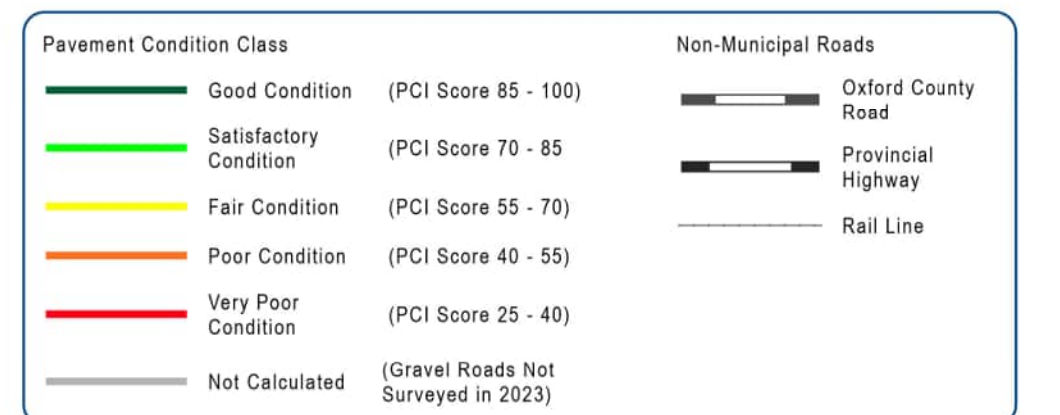 Pavement Condition Class
Good Condition (PCI Score 85 - 100)
Satisfactory
Condition
(PCI Score 70 - 85
Fair Condition (PCI Score 55 - 70)
Poor Condition (PCI Score 40 - 55)
Very Poor
Condition
(PCI Score 25 - 40)
Not Calculated
(Gravel Roads Not
Surveyed in 2023)
Non-Municipal Roads
Oxford County
Road
Provincial
Highway
Rail Line